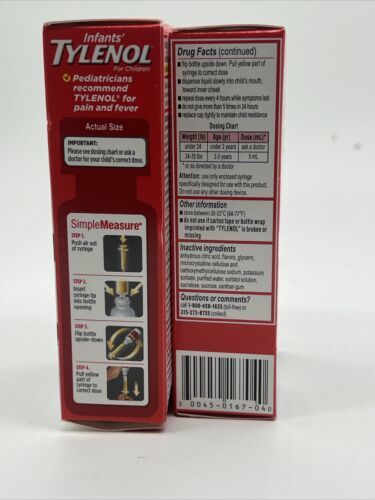 Infants'
TYLENOL
For Children
Pediatricians
recommend
TYLENOL® for
pain and fever
Actual Size
IMPORTANT:
Please see dosing chart or ask a
doctor for your child's correct dose.
SimpleMeasure®
STEP 1.
Push air out
of syringe
STEP 2.
Insert
syringe tip
into bottle
opening
STEP 3.
Flip bottle
upside-down
STEP 4.
Pull yellow
part of
syringe to
correct dose
Drug Facts (continued)
■ flip bottle upside down. Pull yellow part of
syringe to correct dose
■ dispense liquid slowly into child's mouth,
toward inner cheek
■ repeat dose every 4 hours while symptoms last
■ do not give more than 5 times in 24 hours
■ replace cap tightly to maintain child resistance
Dosing Chart
Weight (lb) Age (yr) Dose (mL)*
under 24 under 2 years ask a doctor
24-35 lbs 2-3 years 5 mL
* or as directed by a doctor
Attention: use only enclosed syringe
specifically designed for use with this product.
Do not use any other dosing device.
Other information
■ store between 20-25°C (68-77°F)
■ do not use if carton tape or bottle wrap
imprinted with "TYLENOL" is broken or
missing
Inactive ingredients
anhydrous citric acid, flavors, glycerin,
microcrystalline cellulose and
carboxymethylcellulose sodium, potassium
sorbate, purified water, sorbitol solution,
sucralose, sucrose, xanthan gum
Questions or comments?
call 1-800-458-1635 (toll-free) or
215-273-8755 (collect)
3 0045-0167-04 0